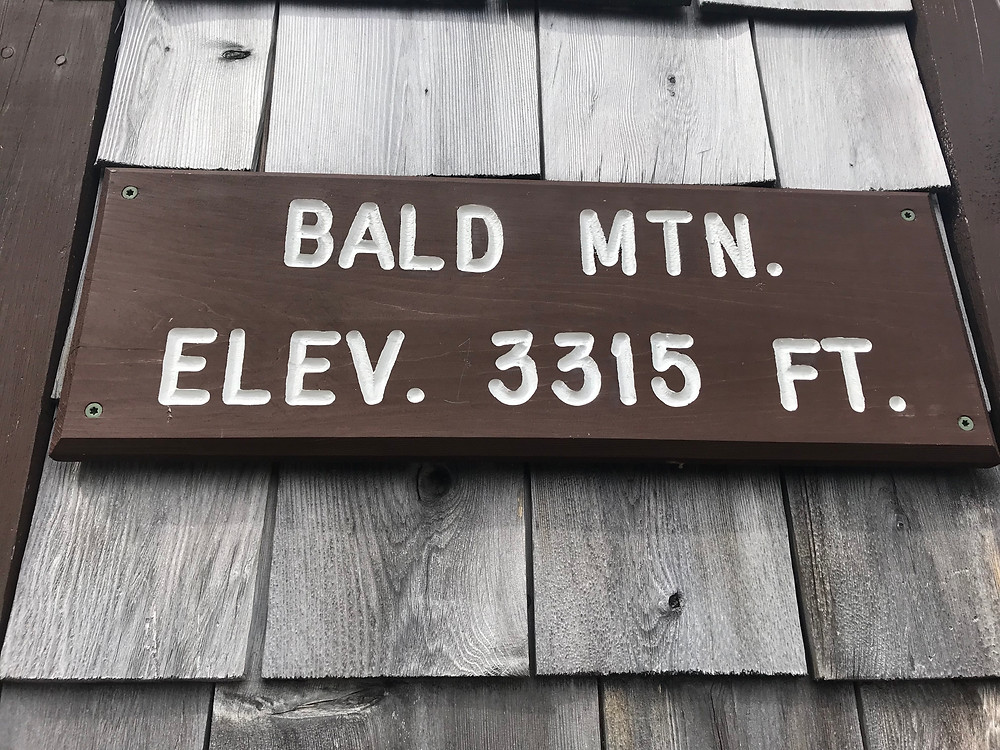 BALD MTN.
ELEV. 3315 FT.